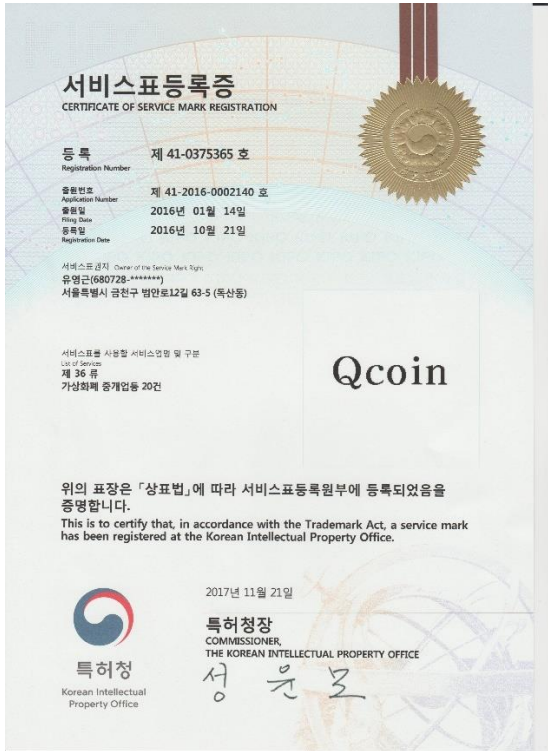 서비스표등록증
CERTIFICATE OF SERVICE MARK REGISTRATION
등록 제 41-0375365 호
Registration Number
출원번호 제 41-2016-0002140 호
Application Number
출원일 2016년 01월 14일
Filing Date
등록일 2016년 10월 21일
Registration Date
서비스표권자 Owner of the Service Mark Right
유영근(680728-*******)
서울특별시 금천구 범안로12길 63-5 (독산동)
서비스표를 사용할 서비스업명 및 구분
List of Services
제 36 류
가상화폐 중개업등 20건
Qcoin
위의 표장은 「상표법」에 따라 서비스표등록원부에 등록되었음을
증명합니다.
This is to certify that, in accordance with the Trademark Act, a service mark
has been registered at the Korean Intellectual Property Office.
2017년 11월 21일
특허청장
COMMISSIONER,
THE KOREAN INTELLECTUAL PROPERTY OFFICE
성윤모
특허청
Korean Intellectual
Property Office